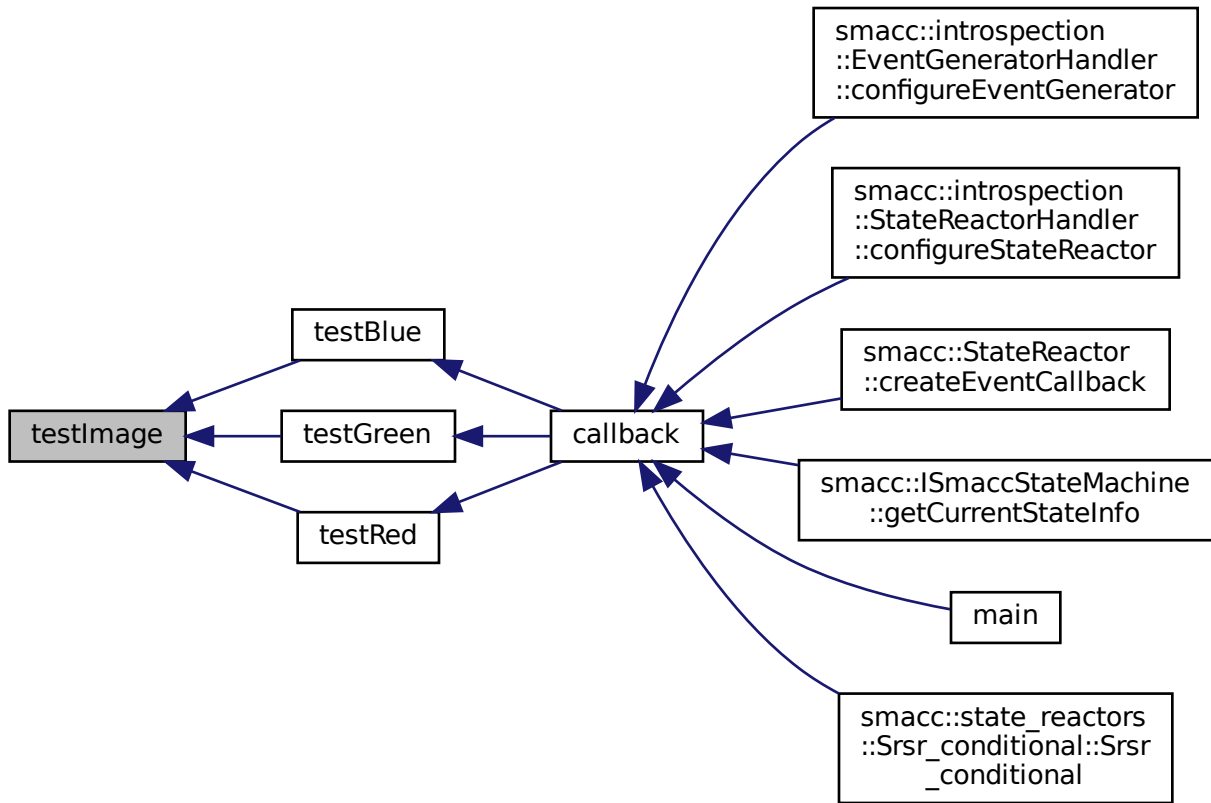 testImage
testBlue
testGreen
testRed
callback
smacc::introspection
::EventGeneratorHandler
::configureEventGenerator
smacc::introspection
::StateReactorHandler
::configureStateReactor
smacc::StateReactor
::createEventCallback
smacc::ISmaccStateMachine
::getCurrentStateInfo
main
smacc::state_reactors
::Srsr_conditional::Srsr
_conditional